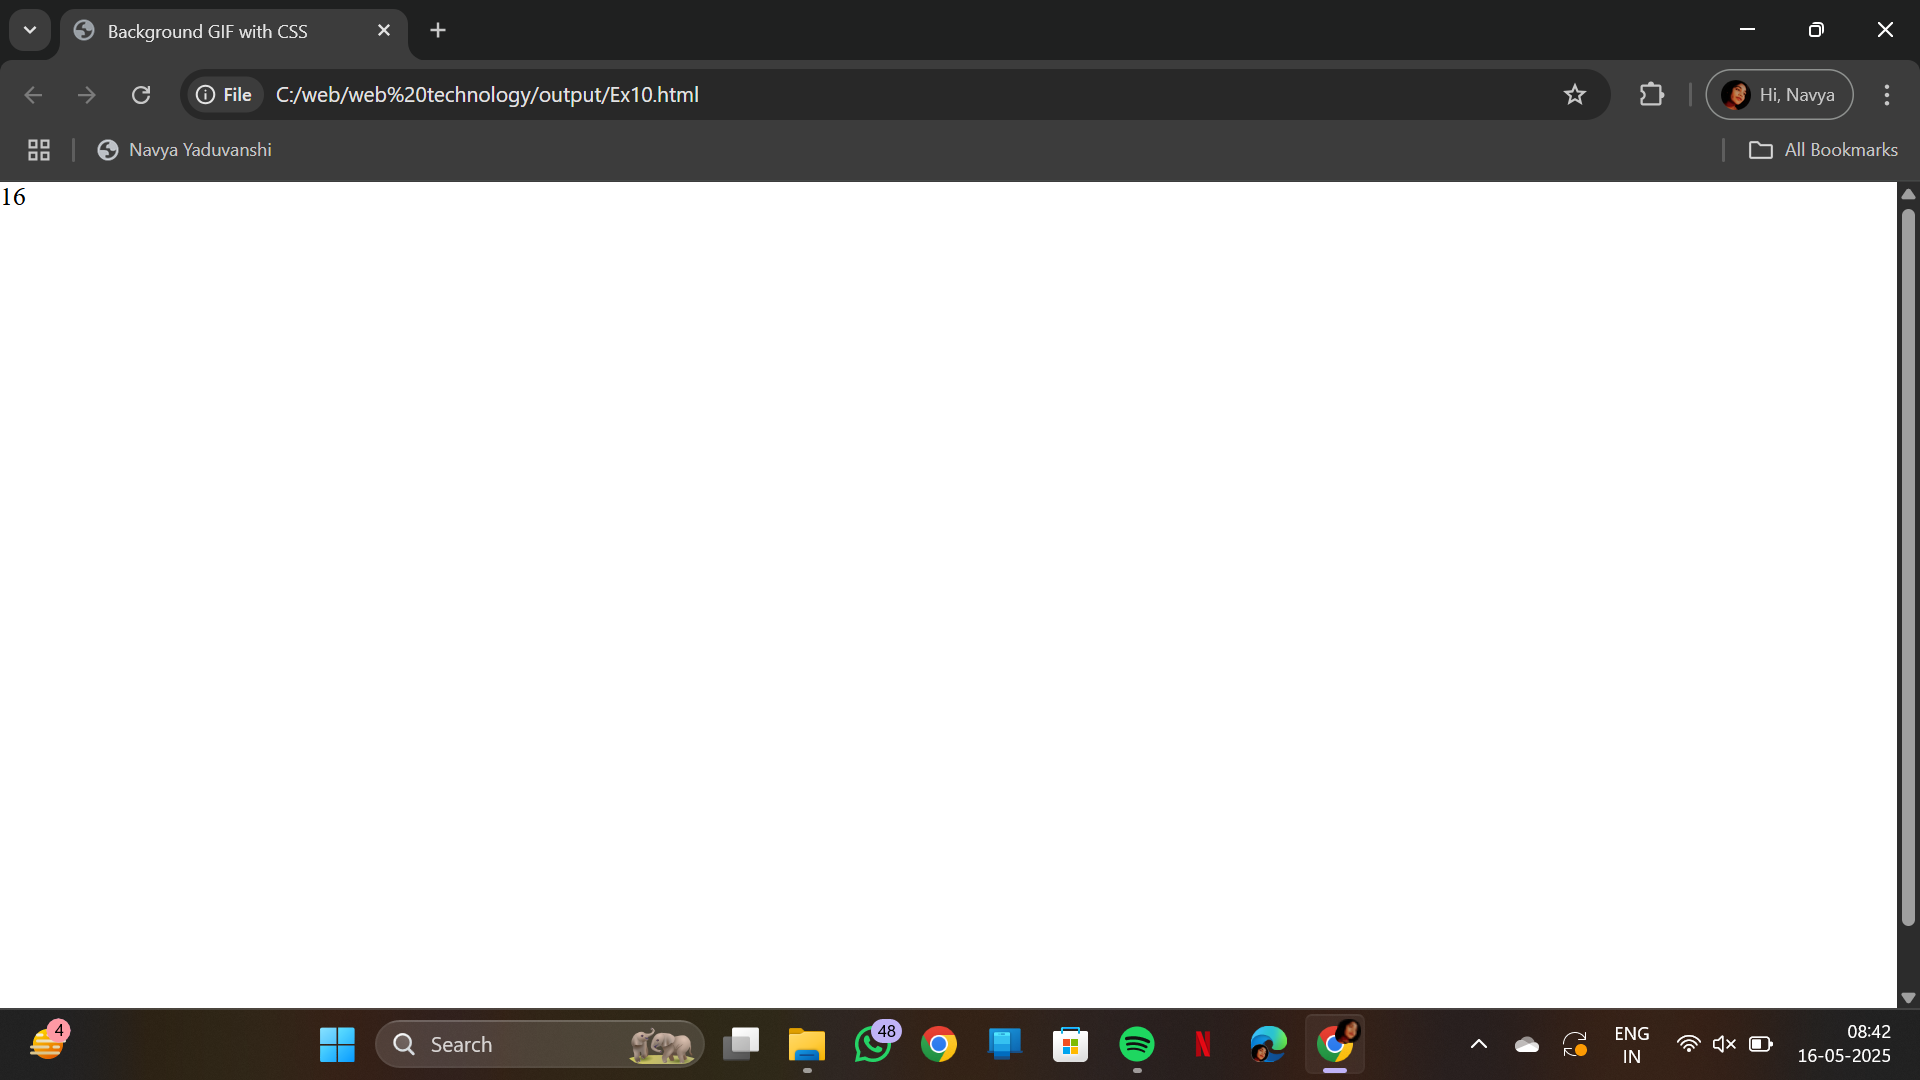 Background GIF with CSS
File C:/web/web%20technology/output/Ex10.html
Hi, Navya
Navya Yaduvanshi
All Bookmarks
16
4
Search
48
N
ENG
IN
08:42
16-05-2025